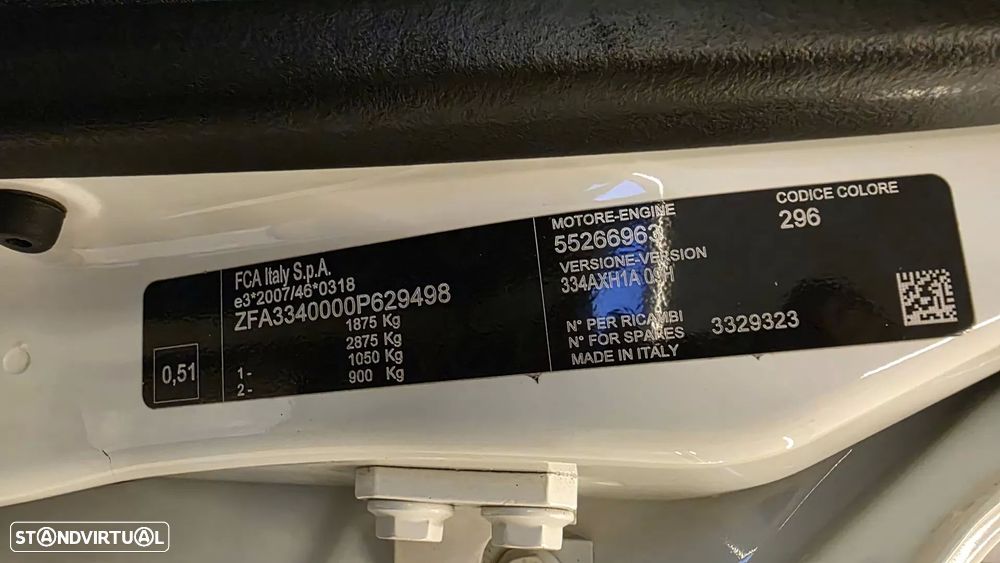 FCA Italy S.p.A.
e3*2007/46*0318
ZFA3340000P629498
1875 Kg
2875 Kg
1- 1050 Kg
2- 900 Kg
0,51
MOTORE-ENGINE
55266963
VERSIONE-VERSION
334AXH1A
N° PER RICAMBI
N° FOR SPARES 3329323
MADE IN ITALY
CODICE COLORE
296
STANDVIRTUAL